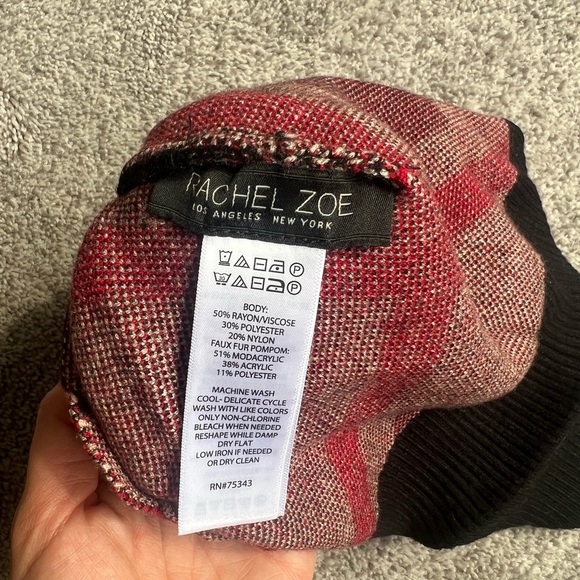 RACHEL ZOE
LOS ANGELES NEW YORK
BODY:
50% RAYON/VISCOSE
30% POLYESTER
20% NYLON
FAUX FUR POMPOM:
51% MODACRYLIC
38% ACRYLIC
11% POLYESTER
MACHINE WASH
COOL- DELICATE CYCLE
WASH WITH LIKE COLORS
ONLY NON-CHLORINE
BLEACH WHEN NEEDED
RESHAPE WHILE DAMP
DRY FLAT
LOW IRON IF NEEDED
OR DRY CLEAN
RN#75343